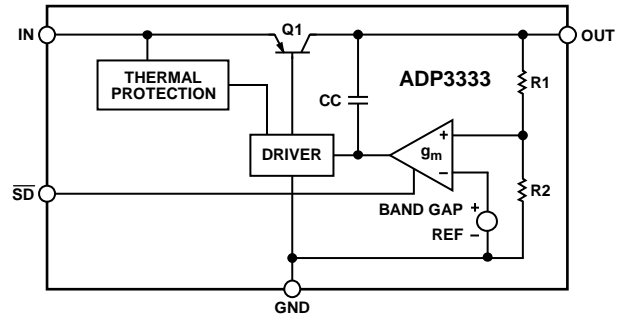 Q1
IN
OUT
THERMAL
PROTECTION
CC
ADP3333
R1
DRIVER
+
gm
−
R2
SD
BAND GAP +
REF −
GND